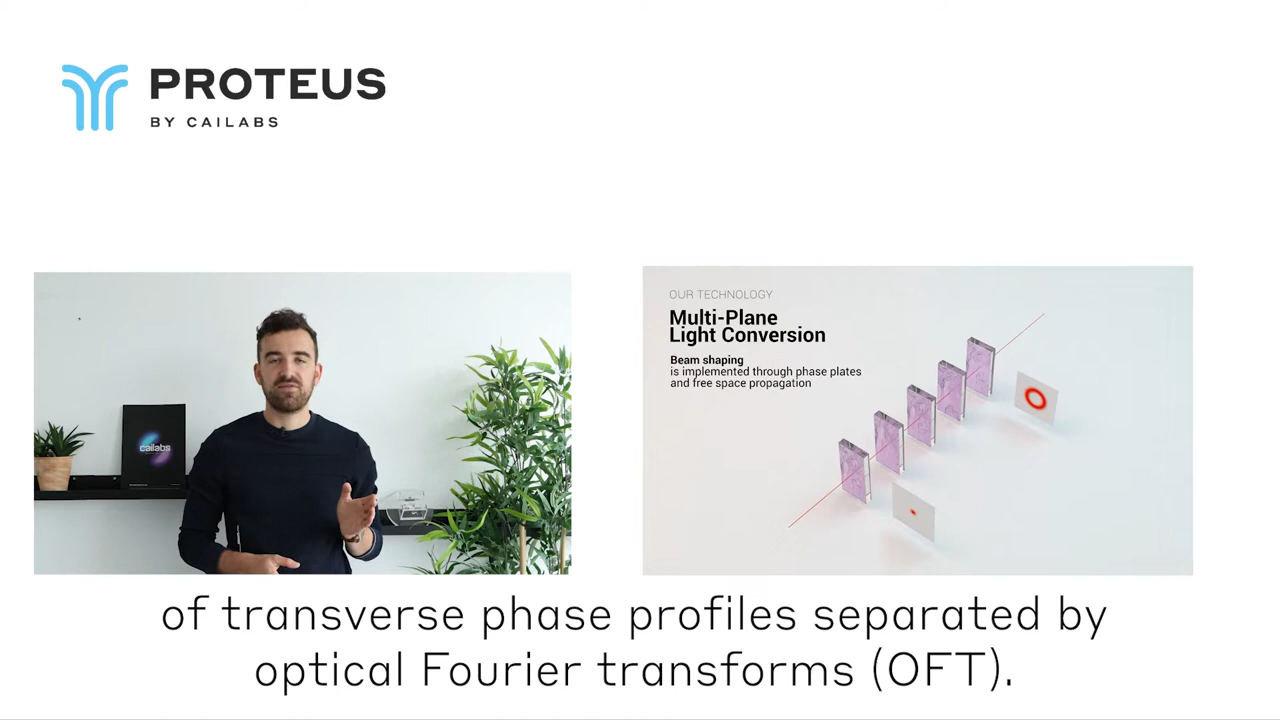 PROTEUS
BY CAILABS
cailabs
OUR TECHNOLOGY
Multi-Plane
Light Conversion
Beam shaping
is implemented through phase plates
and free space propagation
of transverse phase profiles separated by
optical Fourier transforms (OFT).